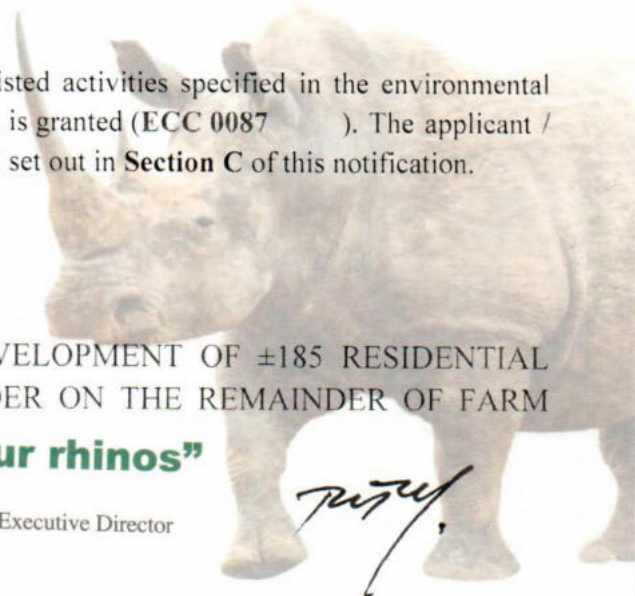 isted activities specified in the environmental
is granted (ECC 0087 ). The applicant /
set out in Section C of this notification.
VELOPMENT OF ±185 RESIDENTIAL
DER ON THE REMAINDER OF FARM
ur rhinos”
Executive Director